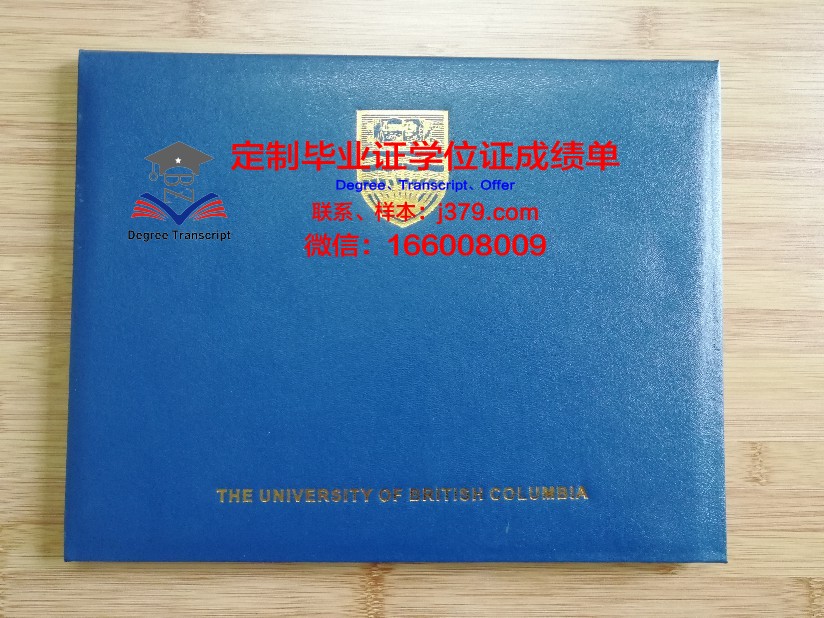 定制毕业证学位证成绩单
Degree、Transcript、Offer
联系、样本：j379.com
微信：166008009
Degree Transcript
THE UNIVERSITY OF BRITISH COLUMBIA